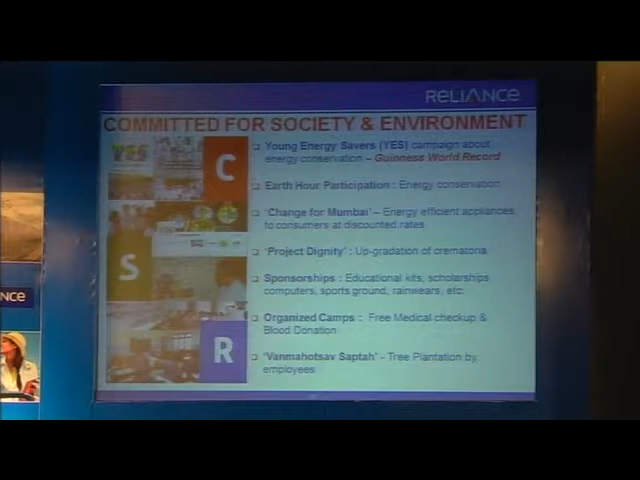 RELIANCE
COMMITTED FOR SOCIETY & ENVIRONMENT
YES
C
S
R
Young Energy Savers (YES) campaign about
energy conservation – Guinness World Record
Earth Hour Participation : Energy conservation
'Change for Mumbai' – Energy efficient appliances
to consumers at discounted rates
'Project Dignity' : Up-gradation of crematoria
Sponsorships : Educational kits, scholarships
computers, sports ground, rainwears, etc.
Organized Camps : Free Medical checkup &
Blood Donation
'Vanmahotsav Saptah' - Tree Plantation by
employees
NCE